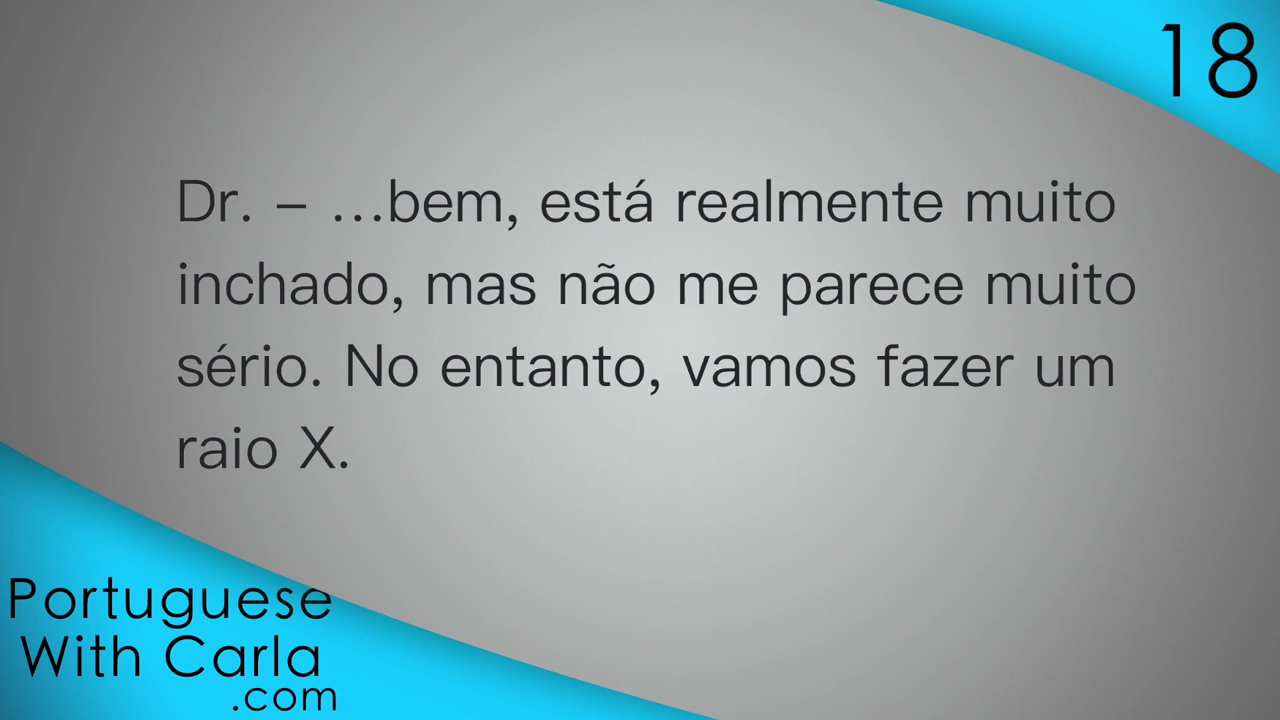 18
Dr. – ...bem, está realmente muito
inchado, mas não me parece muito
sério. No entanto, vamos fazer um
raio X.
Portuguese
With Carla
.com